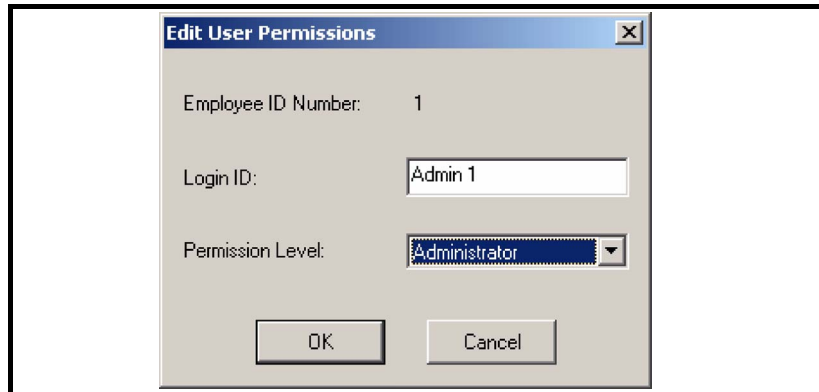 Edit User Permissions
Employee ID Number: 1
Login ID: Admin 1
Permission Level: Administrator
OK Cancel